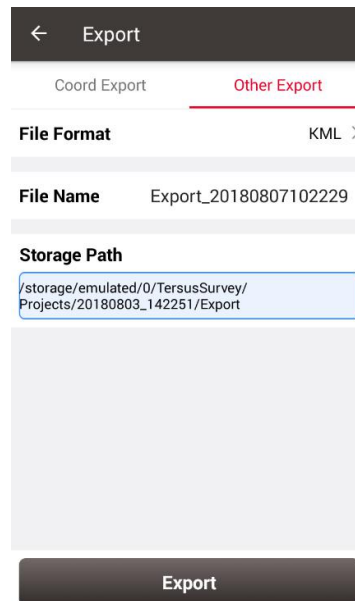 Export
Coord Export Other Export
File Format KML
File Name Export_20180807102229
Storage Path
/storage/emulated/0/TersusSurvey/
Projects/20180803_142251/Export
Export